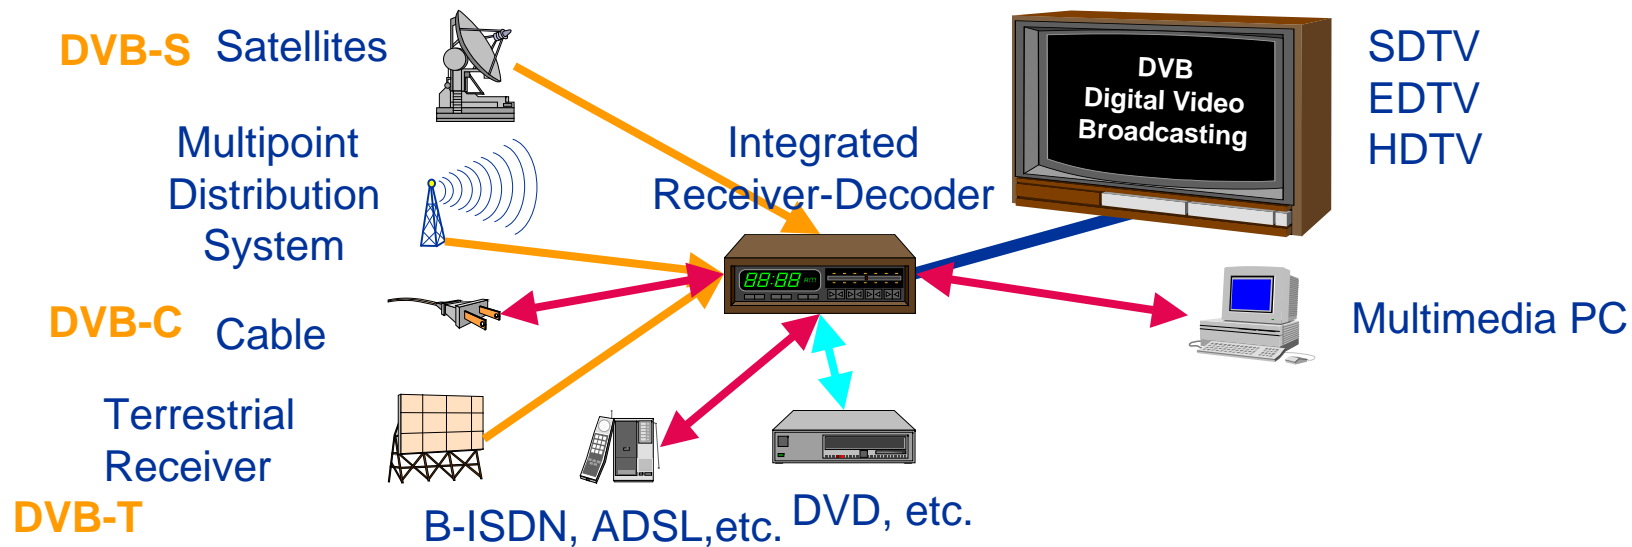 DVB-S Satellites
Multipoint
Distribution
System
DVB-C Cable
Terrestrial
Receiver
DVB-T
B-ISDN, ADSL,etc.
DVD, etc.
Integrated
Receiver-Decoder
88:88 AM
DVB
Digital Video
Broadcasting
SDTV
EDTV
HDTV
Multimedia PC